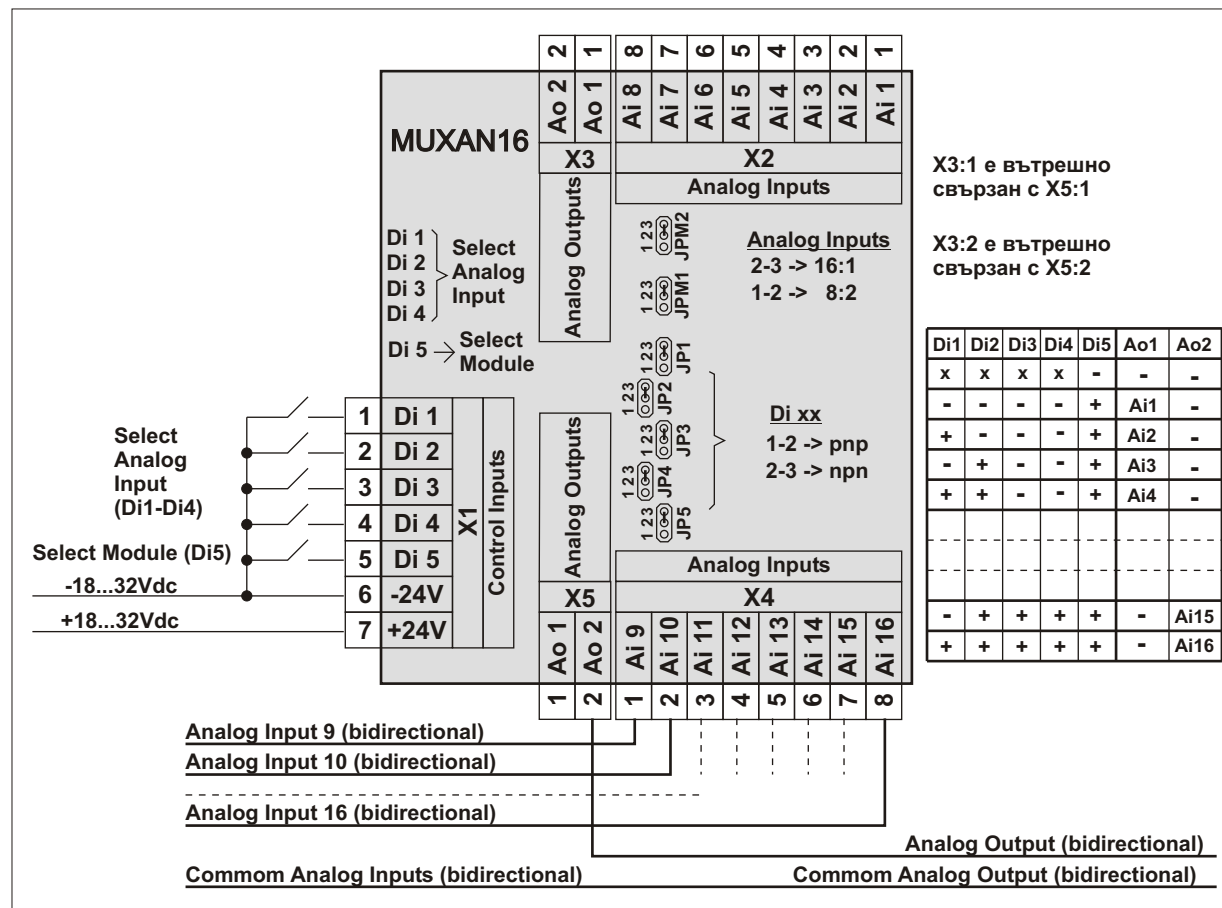 2 1 8 7 6 5 4 3 2 1
Ao 2 Ao 1 Ai 8 Ai 7 Ai 6 Ai 5 Ai 4 Ai 3 Ai 2 Ai 1
MUXAN16
X3 X2
Analog Inputs
Analog Outputs
X3:1 е вътрешно
свързан с X5:1
X3:2 е вътрешно
свързан с X5:2
Di 1
Di 2
Di 3
Di 4
Select
Analog
Input
Di 5
Select
Module
1 2 3 JPM2
1 2 3 JPM1
Analog Inputs
2-3 -> 16:1
1-2 -> 8:2
1 2 3 JP1
1 2 3 JP2
1 2 3 JP3
1 2 3 JP4
1 2 3 JP5
Di xx
1-2 -> pnp
2-3 -> npn
Di1 Di2 Di3 Di4 Di5 Ao1 Ao2
x x x x - - -
- - - - + Ai1 -
+ - - - + Ai2 -
- + - - + Ai3 -
+ + - - + Ai4 -
- + + + + - Ai15
+ + + + + - Ai16
Select
Analog
Input
(Di1-Di4)
Select Module (Di5)
-18...32Vdc
+18...32Vdc
1 Di 1
2 Di 2
3 Di 3
4 Di 4
5 Di 5
6 -24V
7 +24V
X1
Control Inputs
Analog Outputs
Analog Inputs
X5 X4
Ao 1 Ao 2 Ai 9 Ai 10 Ai 11 Ai 12 Ai 13 Ai 14 Ai 15 Ai 16
1 2 1 2 3 4 5 6 7 8
Analog Input 9 (bidirectional)
Analog Input 10 (bidirectional)
Analog Input 16 (bidirectional)
Analog Output (bidirectional)
Commom Analog Inputs (bidirectional)
Commom Analog Output (bidirectional)